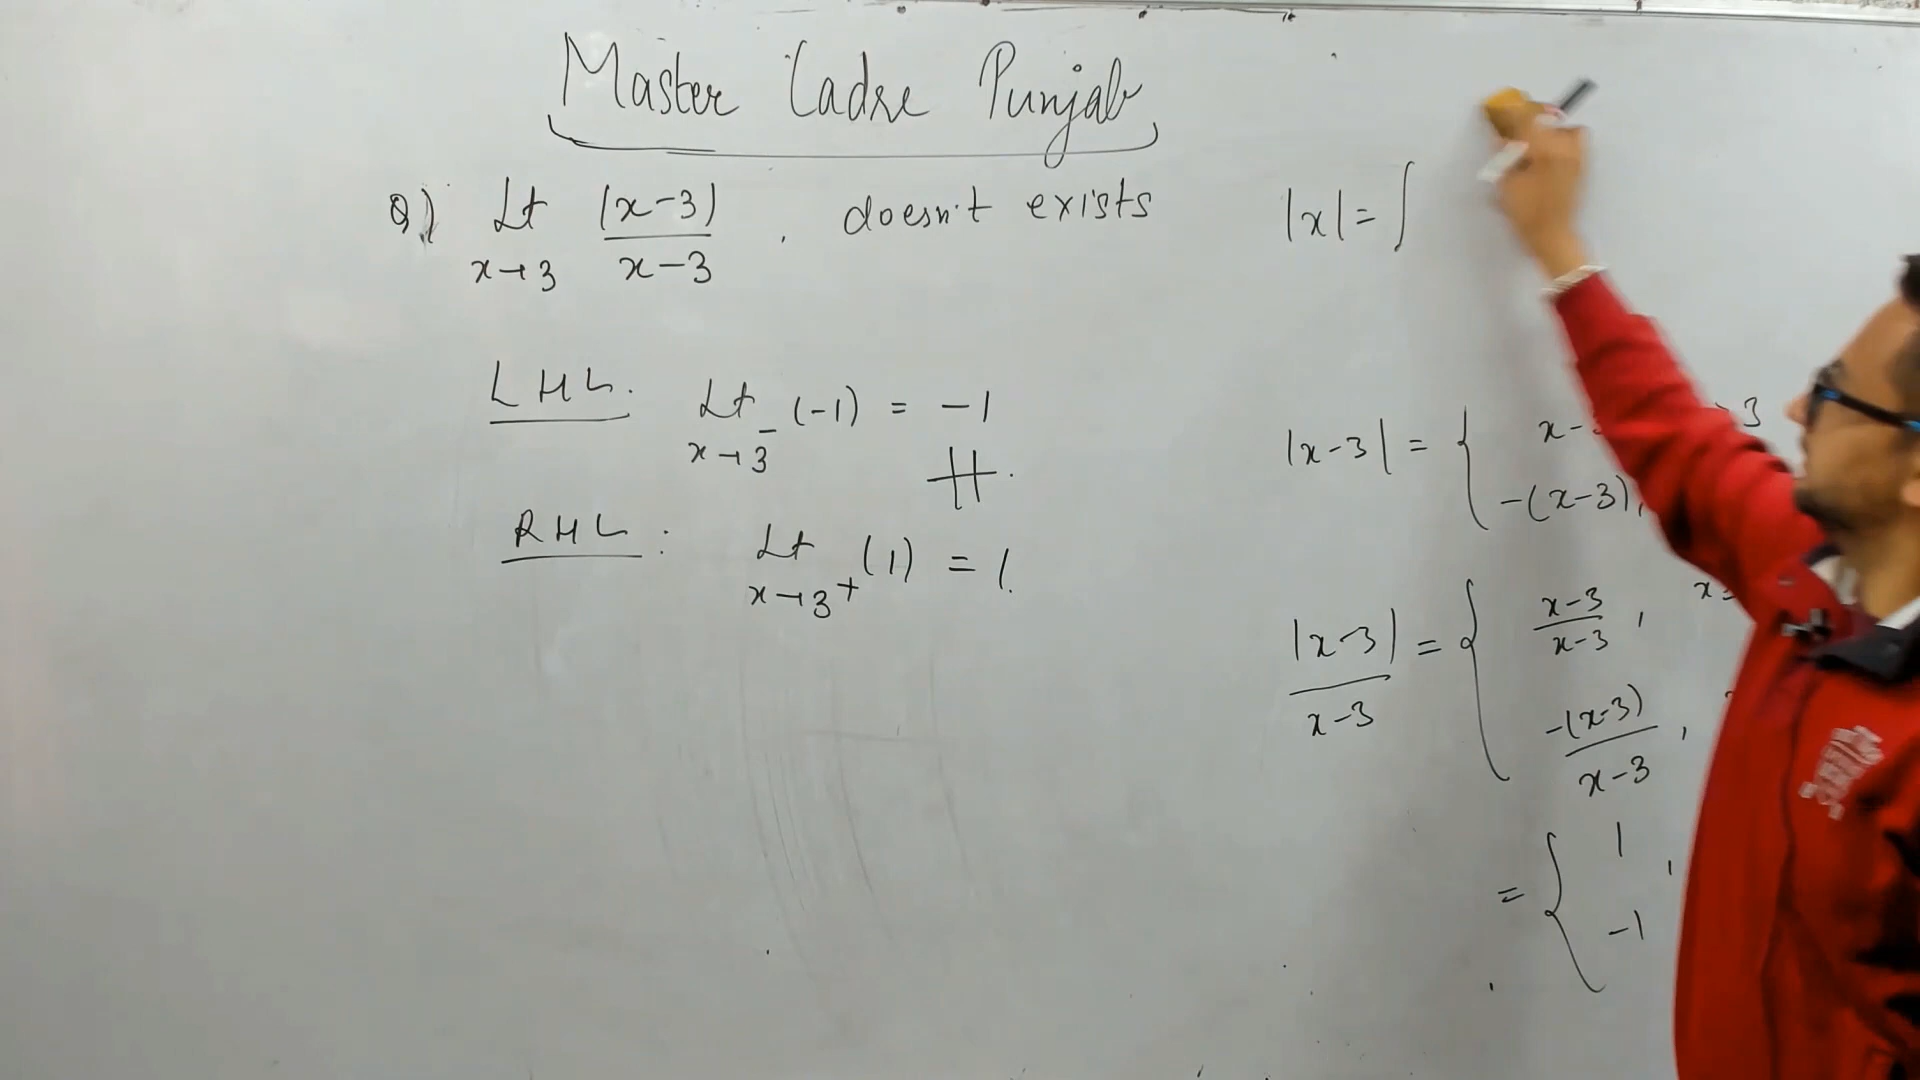 Master Cadre Punjab
Q) Lt |x-3| / x-3 , doesn't exists
x→3
LHL. Lt (-1) = -1
x→3-
RHL : Lt (1) = 1.
x→3+
|x| = {
|x-3| = { x-3
-(x-3),
|x-3| / x-3 = { x-3 / x-3 ,
-(x-3) / x-3 ,
= { 1 ,
-1